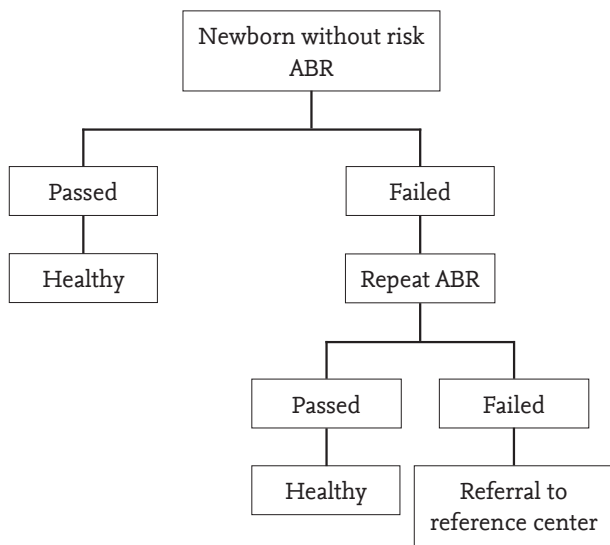 Newborn without risk
ABR
Passed
Failed
Healthy
Repeat ABR
Passed
Failed
Healthy
Referral to
reference center